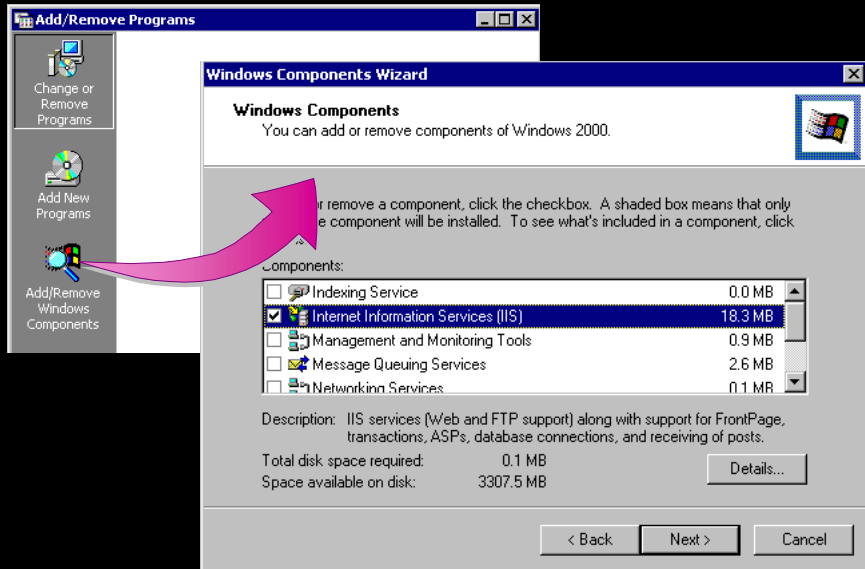 Add/Remove Programs
Change or
Remove
Programs
Add New
Programs
Add/Remove
Windows
Components
Windows Components Wizard
Windows Components
You can add or remove components of Windows 2000.
remove a component, click the checkbox. A shaded box means that only
component will be installed. To see what's included in a component, click
Components:
Indexing Service 0.0 MB
Internet Information Services (IIS) 18.3 MB
Management and Monitoring Tools 0.9 MB
Message Queuing Services 2.6 MB
Networking Services 0.1 MB
Description: IIS services (Web and FTP support) along with support for FrontPage,
transactions, ASPs, database connections, and receiving of posts.
Total disk space required: 0.1 MB
Space available on disk: 3307.5 MB
Details...
< Back
Next >
Cancel